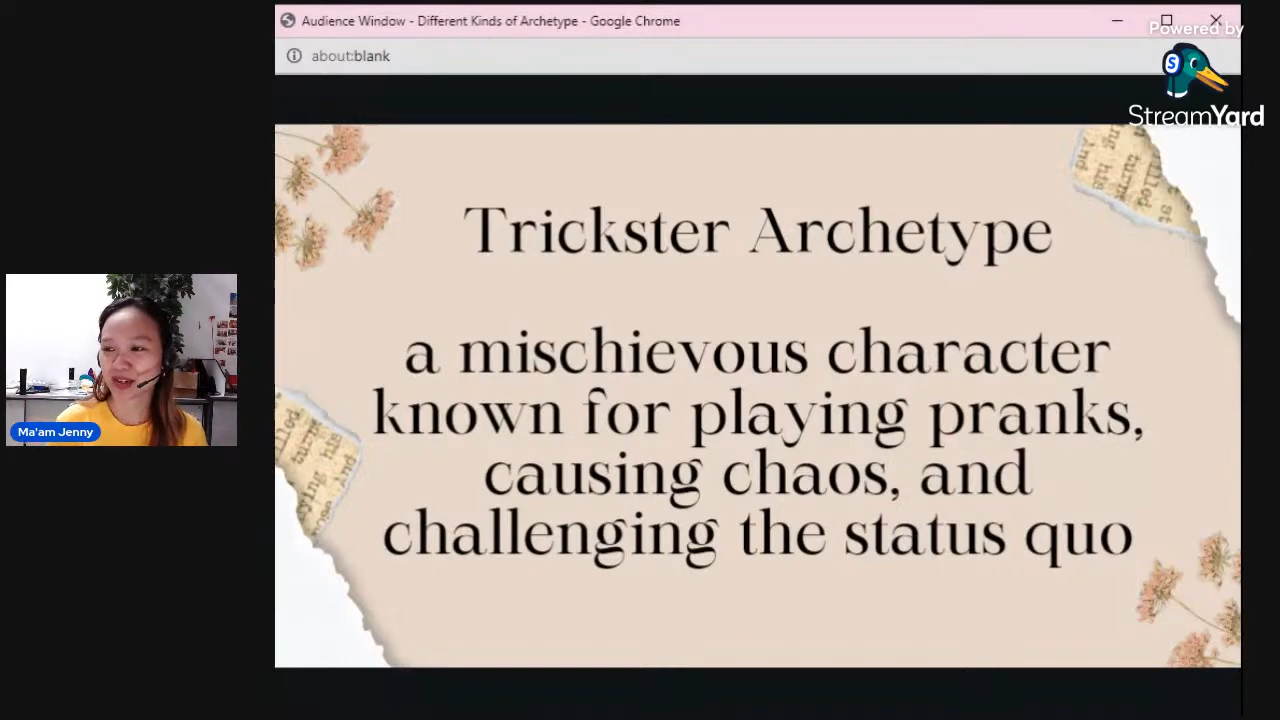 Audience Window - Different Kinds of Archetype - Google Chrome
about:blank
Powered by
S
StreamYard
Trickster Archetype
a mischievous character
known for playing pranks,
causing chaos, and
challenging the status quo
Ma'am Jenny